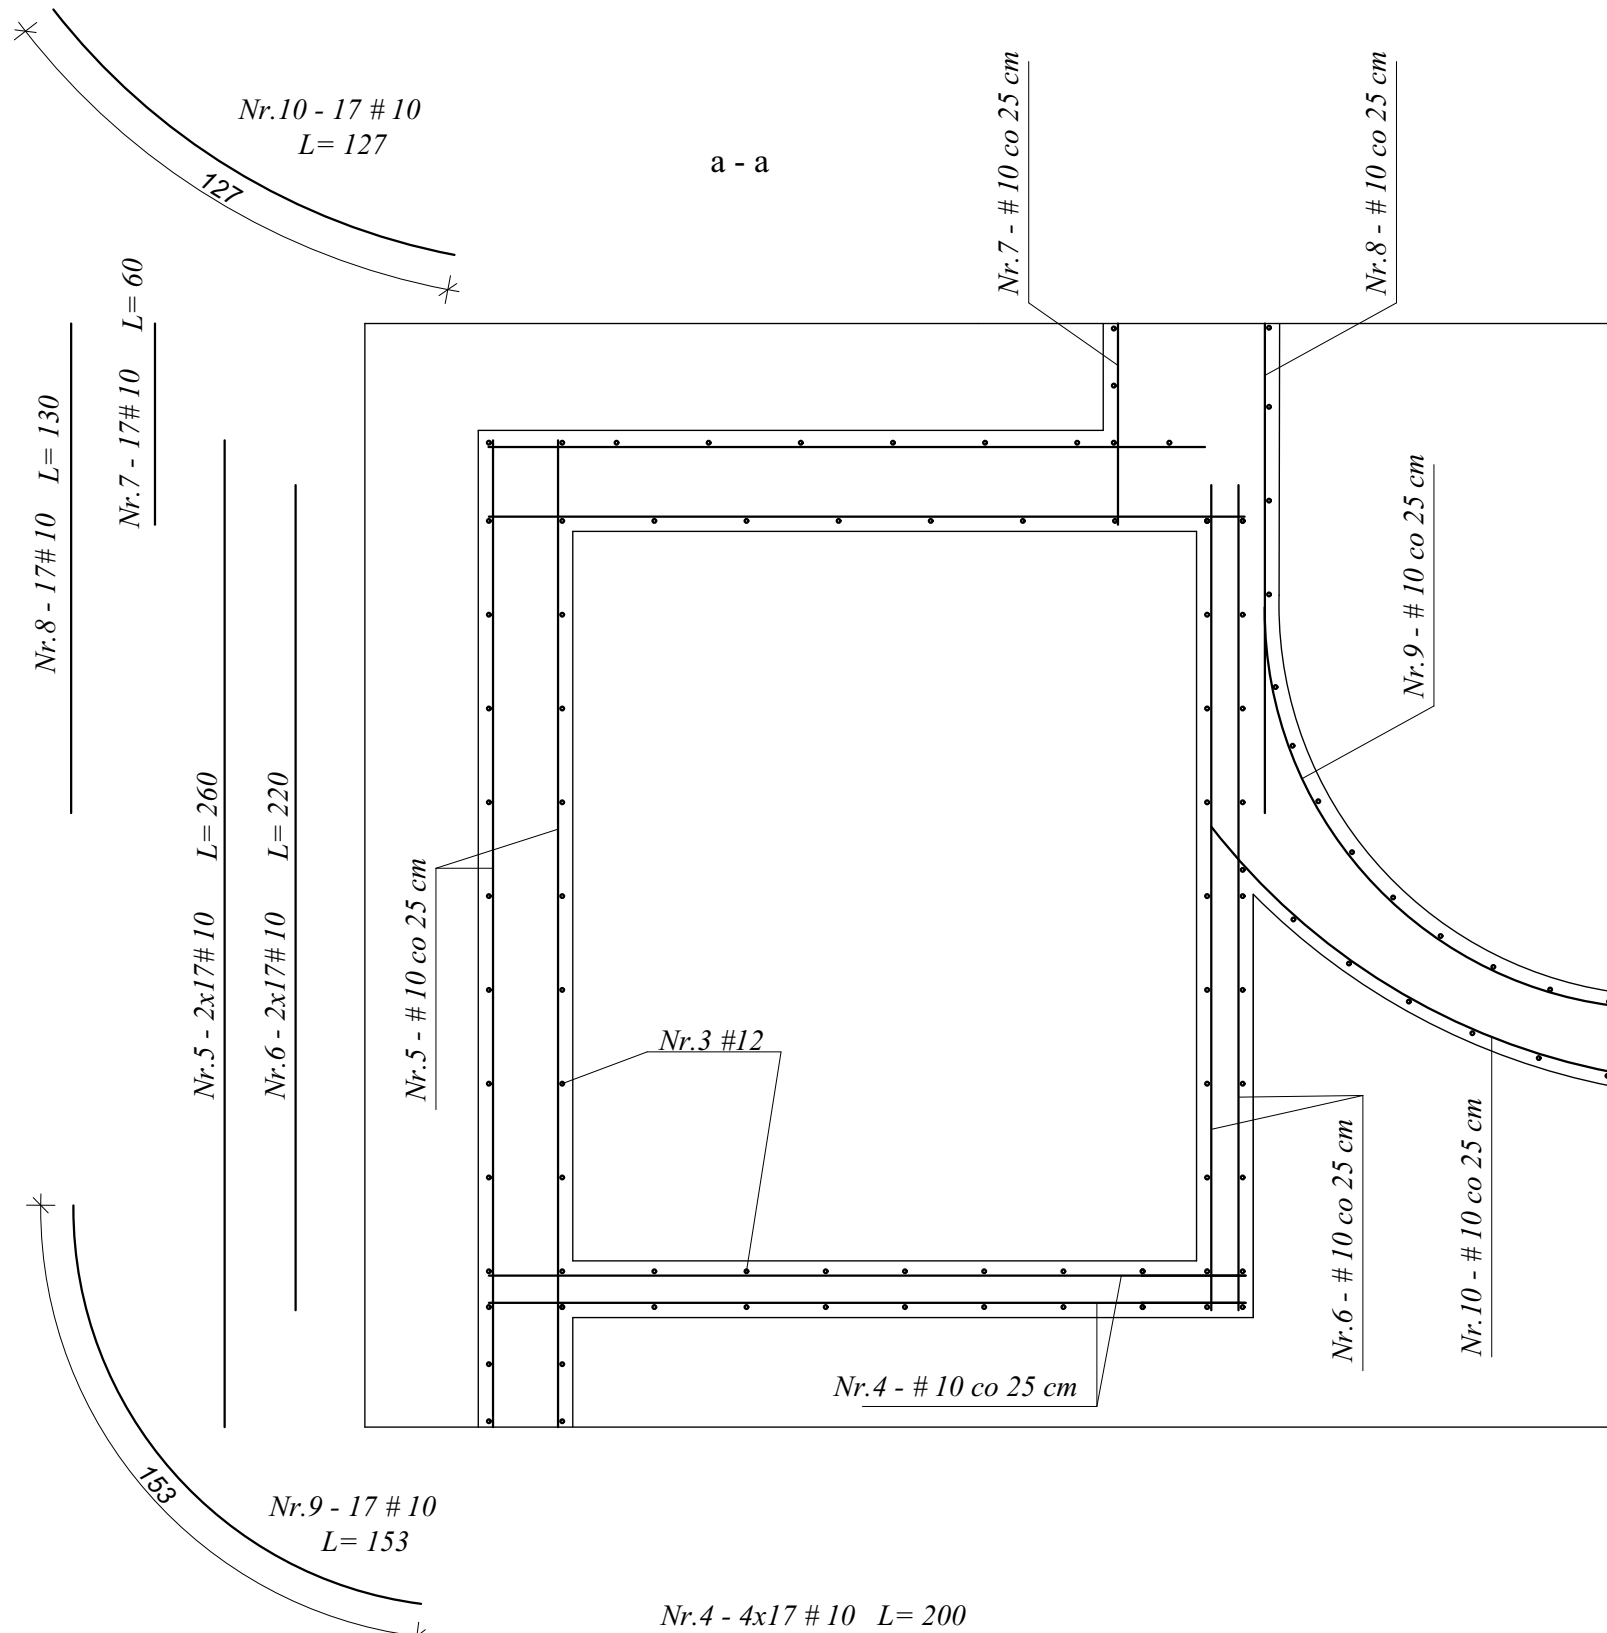 Nr.10 - 17 # 10
L= 127
127
a - a
Nr.7 - # 10 co 25 cm
Nr.8 - # 10 co 25 cm
Nr.8 - 17# 10 L= 130
Nr.7 - 17# 10 L= 60
Nr.5 - 2x17# 10 L= 260
Nr.6 - 2x17# 10 L= 220
Nr.5 - # 10 co 25 cm
Nr.9 - # 10 co 25 cm
Nr.3 #12
Nr.6 - # 10 co 25 cm
Nr.10 - # 10 co 25 cm
Nr.4 - # 10 co 25 cm
153
Nr.9 - 17 # 10
L= 153
Nr.4 - 4x17 # 10 L= 200